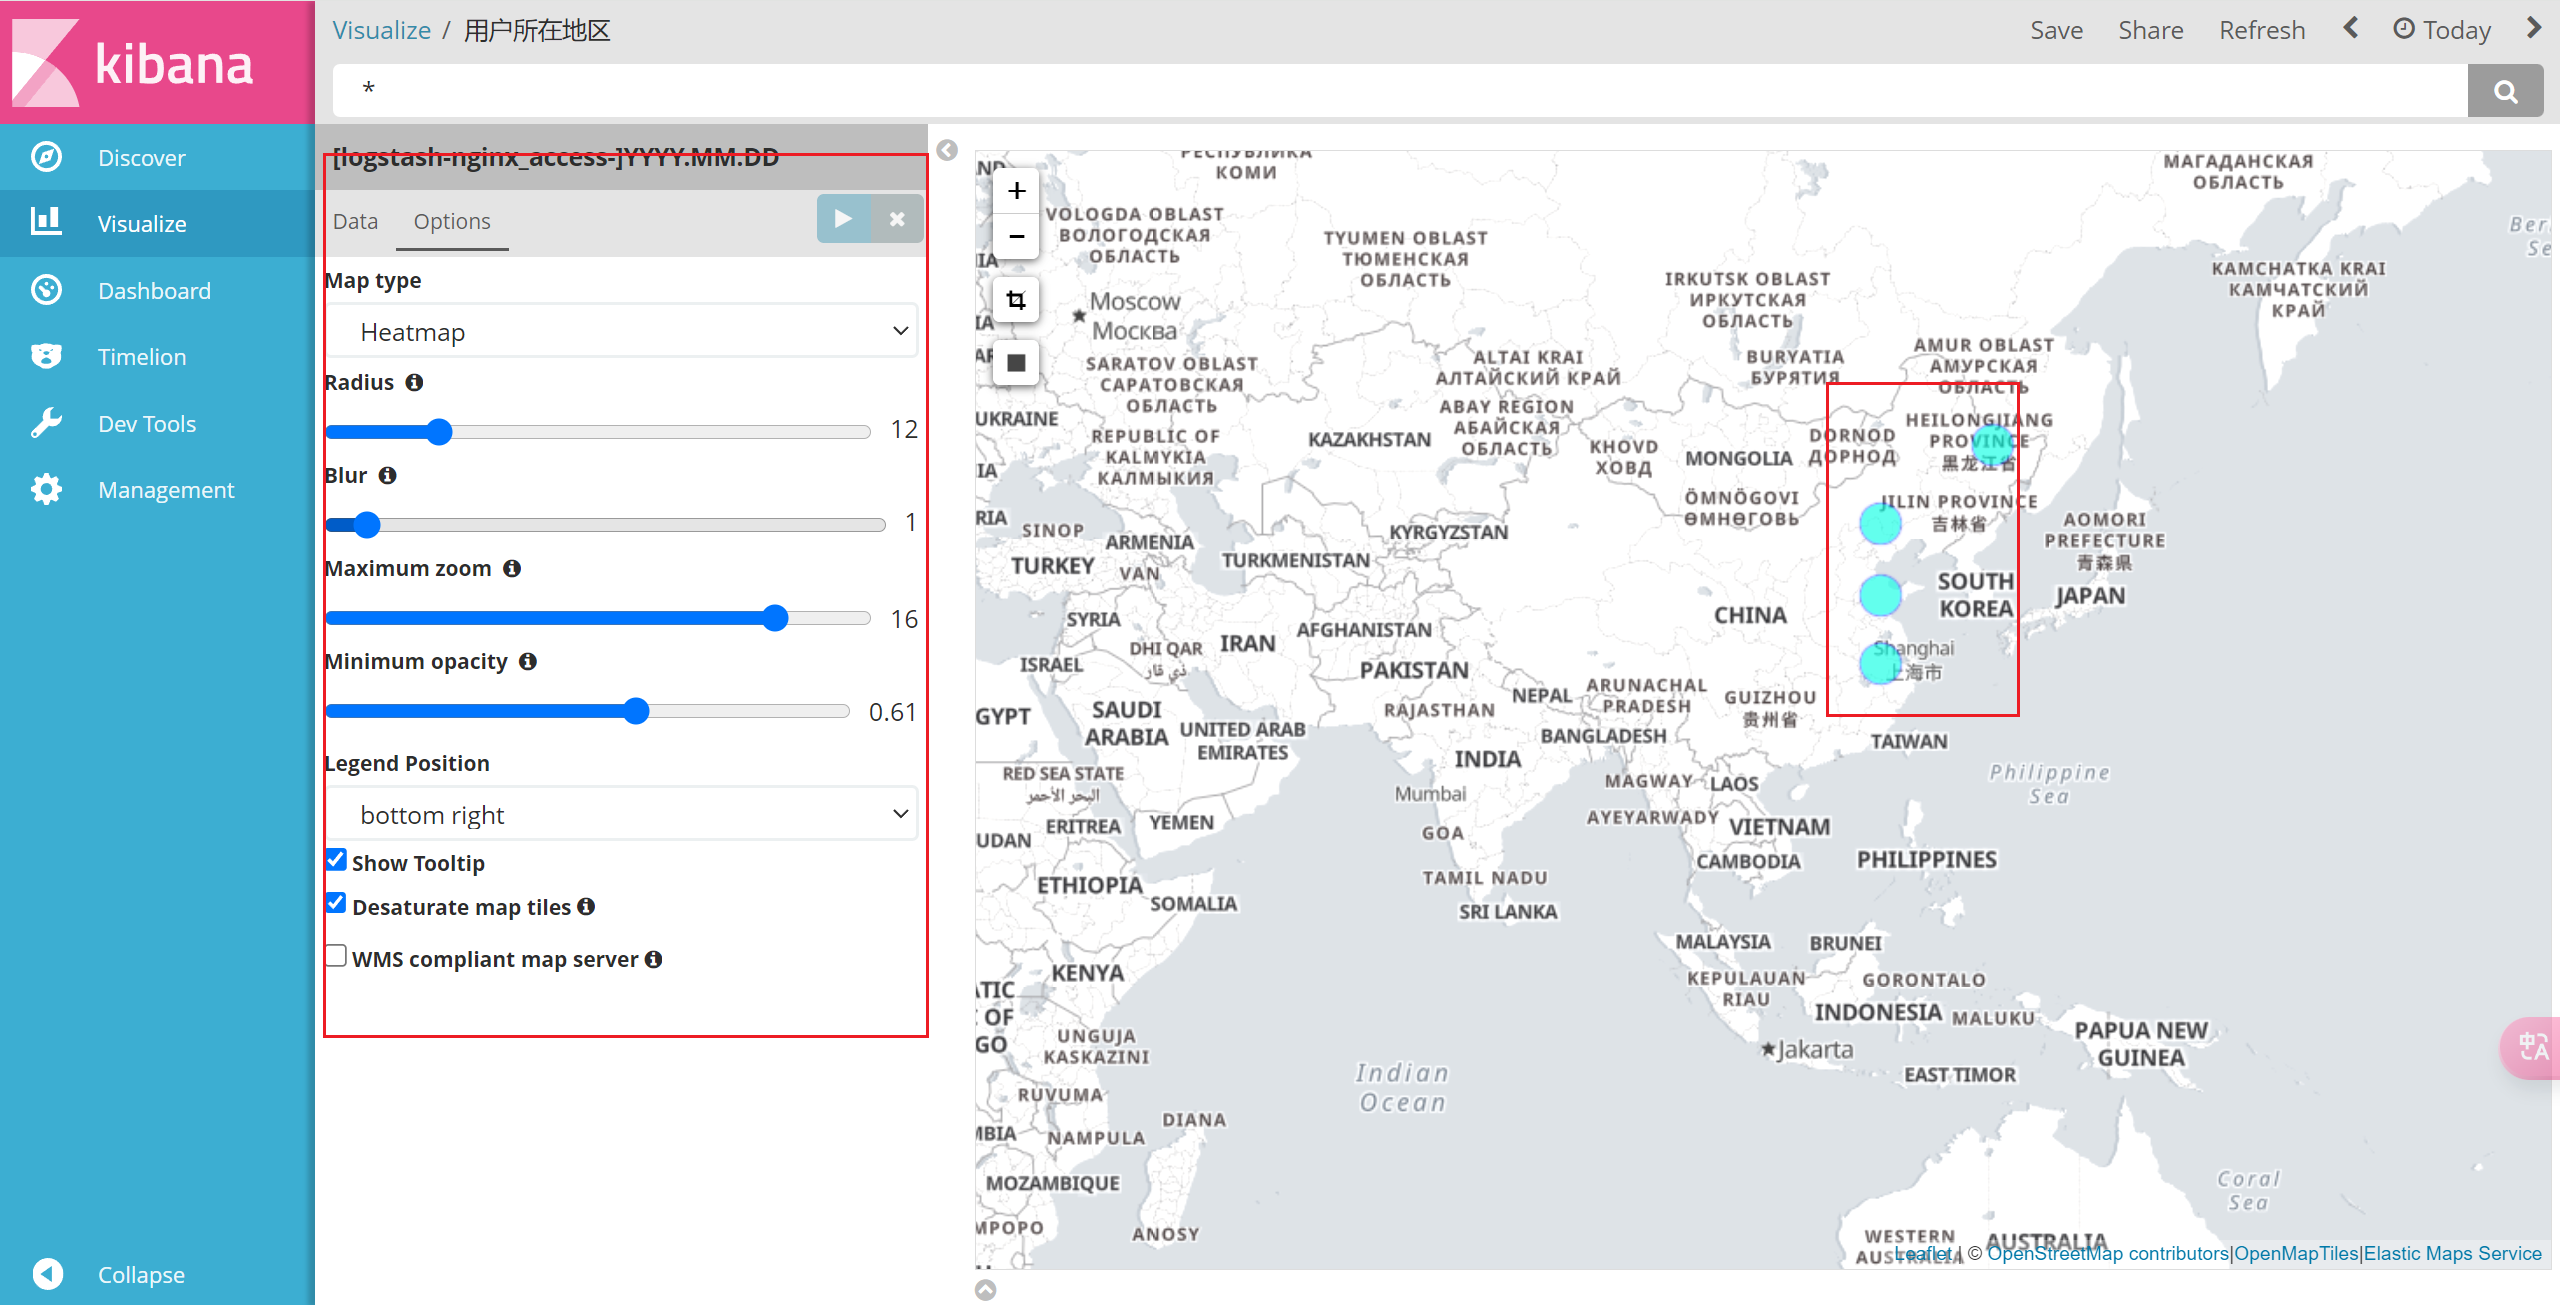 kibana
Discover
Visualize
Dashboard
Timelion
Dev Tools
Management
Collapse
Visualize / 用户所在地区
Save Share Refresh Today
*
[logstash-nginx_access-]YYYY.MM.DD
Data Options
Map type
Heatmap
Radius
12
Blur
1
Maximum zoom
16
Minimum opacity
0.61
Legend Position
bottom right
Show Tooltip
Desaturate map tiles
WMS compliant map server
+
−
РЕСПУБЛИКА
КОМИ
МАГАДАНСКАЯ
ОБЛАСТЬ
VOLOGDA OBLAST
ВОЛОГОДСКАЯ
ОБЛАСТЬ
TYUMEN OBLAST
ТЮМЕНСКАЯ
ОБЛАСТЬ
IRKUTSK OBLAST
ИРКУТСКАЯ
ОБЛАСТЬ
KAMCHATKA KRAI
КАМЧАТСКИЙ
КРАЙ
Ber
Se
Moscow
Москва
SARATOV OBLAST
САРАТОВСКАЯ
ОБЛАСТЬ
ALTAI KRAI
АЛТАЙСКИЙ КРАЙ
BURYATIA
БУРЯТИЯ
AMUR OBLAST
АМУРСКАЯ
ОБЛАСТЬ
UKRAINE
REPUBLIC OF
KALMYKIA
КАЛМЫКИЯ
KAZAKHSTAN
ABAY REGION
АБАЙСКАЯ
ОБЛАСТЬ
KHOVD
ХОВД
MONGOLIA
DORNOD
ДОРНОД
HEILONGJIANG
PROVINCE
黑龙江省
ÖMNÖGOVI
ӨМНӨГОВЬ
JILIN PROVINCE
吉林省
AOMORI
PREFECTURE
青森県
RIA
SINOP
ARMENIA
TURKEY
VAN
TURKMENISTAN
KYRGYZSTAN
SOUTH
KOREA
JAPAN
SYRIA
CHINA
DHI QAR
ذي قار
IRAN
AFGHANISTAN
ISRAEL
PAKISTAN
Shanghai
上海市
NEPAL
ARUNACHAL
PRADESH
GUIZHOU
贵州省
GYPT
SAUDI
ARABIA
RAJASTHAN
UNITED ARAB
EMIRATES
BANGLADESH
TAIWAN
INDIA
RED SEA STATE
البحر الأحمر
MAGWAY
LAOS
Philippine
Sea
Mumbai
UDAN
ERITREA
YEMEN
GOA
AYEYARWADY
VIETNAM
CAMBODIA
PHILIPPINES
ETHIOPIA
SOMALIA
TAMIL NADU
SRI LANKA
MALAYSIA
BRUNEI
KENYA
KEPULAUAN
RIAU
GORONTALO
ATIC
C OF
GO
INDONESIA
MALUKU
PAPUA NEW
GUINEA
UNGUJA
KASKAZINI
Jakarta
Indian
Ocean
EAST TIMOR
RUVUMA
DIANA
MBIA
NAMPULA
MOZAMBIQUE
Coral
Sea
MPOPO
ANOSY
WESTERN
AUSTRALIA
AUSTRALIA
Leaflet | © OpenStreetMap contributors|OpenMapTiles|Elastic Maps Service
中A